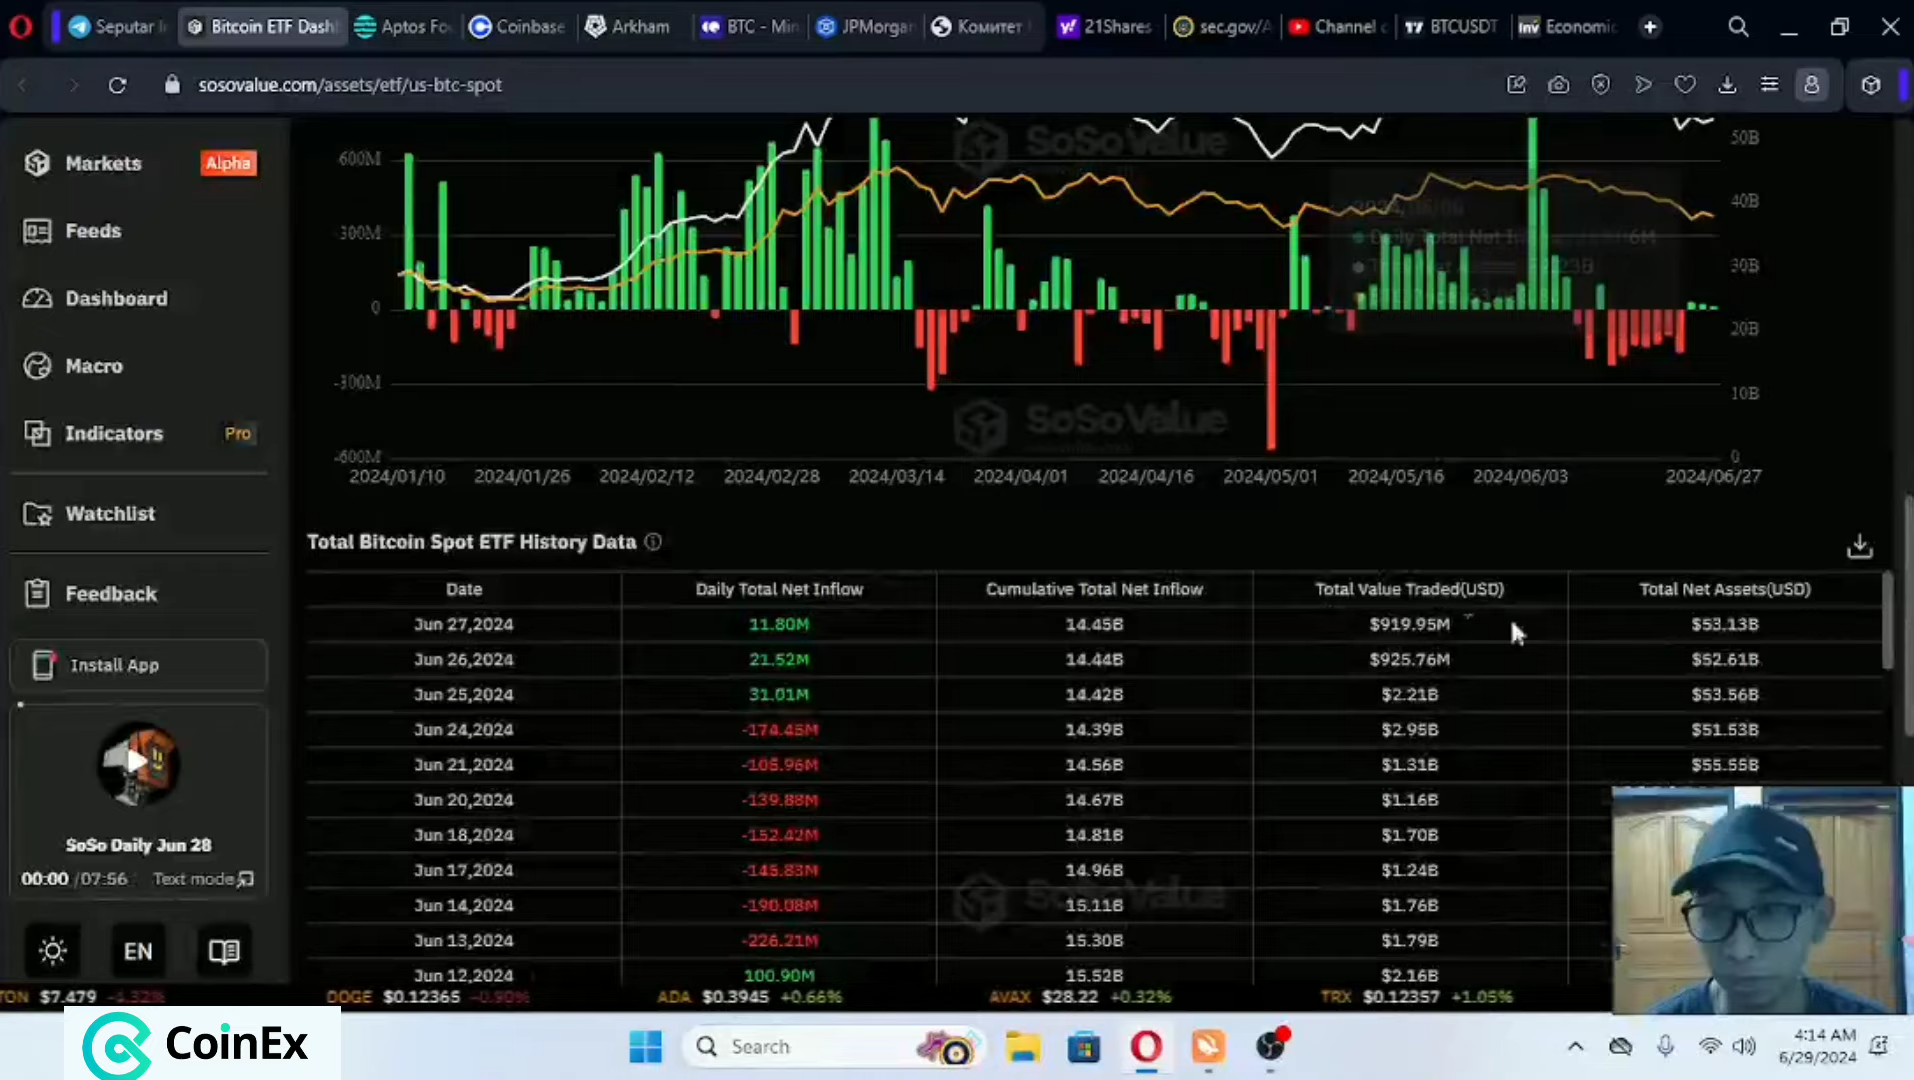 Seputar I
Bitcoin ETF Dash
Aptos Fo
Coinbase
Arkham
BTC - Min
JPMorgan
Комитет
21Shares
sec.gov/A
Channel c
BTCUSDT
Economic
sosovalue.com/assets/etf/us-btc-spot
Markets
Alpha
Feeds
Dashboard
Macro
Indicators
Pro
Watchlist
Feedback
Install App
SoSo Daily Jun 28
00:00 /07:56 Text mode
EN
600M
300M
0
-300M
-600M
50B
40B
30B
20B
10B
0
SoSoValue
SoSoValue
2024/01/10 2024/01/26 2024/02/12 2024/02/28 2024/03/14 2024/04/01 2024/04/16 2024/05/01 2024/05/16 2024/06/03 2024/06/27
Total Bitcoin Spot ETF History Data
Date Daily Total Net Inflow Cumulative Total Net Inflow Total Value Traded(USD) Total Net Assets(USD)
Jun 27,2024 11.80M 14.45B $919.95M $53.13B
Jun 26,2024 21.52M 14.44B $925.76M $52.61B
Jun 25,2024 31.01M 14.42B $2.21B $53.56B
Jun 24,2024 -174.45M 14.39B $2.95B $51.53B
Jun 21,2024 -105.96M 14.56B $1.31B $55.55B
Jun 20,2024 -139.88M 14.67B $1.16B
Jun 18,2024 -152.42M 14.81B $1.70B
Jun 17,2024 -145.83M 14.96B $1.24B
Jun 14,2024 -190.08M 15.11B $1.76B
Jun 13,2024 -226.21M 15.30B $1.79B
Jun 12,2024 100.90M 15.52B $2.16B
SoSoValue
TON $7.479 -4.32% DOGE $0.12365 -0.90% ADA $0.3945 +0.66% AVAX $28.22 +0.32% TRX $0.12357 +1.05%
CoinEx
Search
4:14 AM
6/29/2024